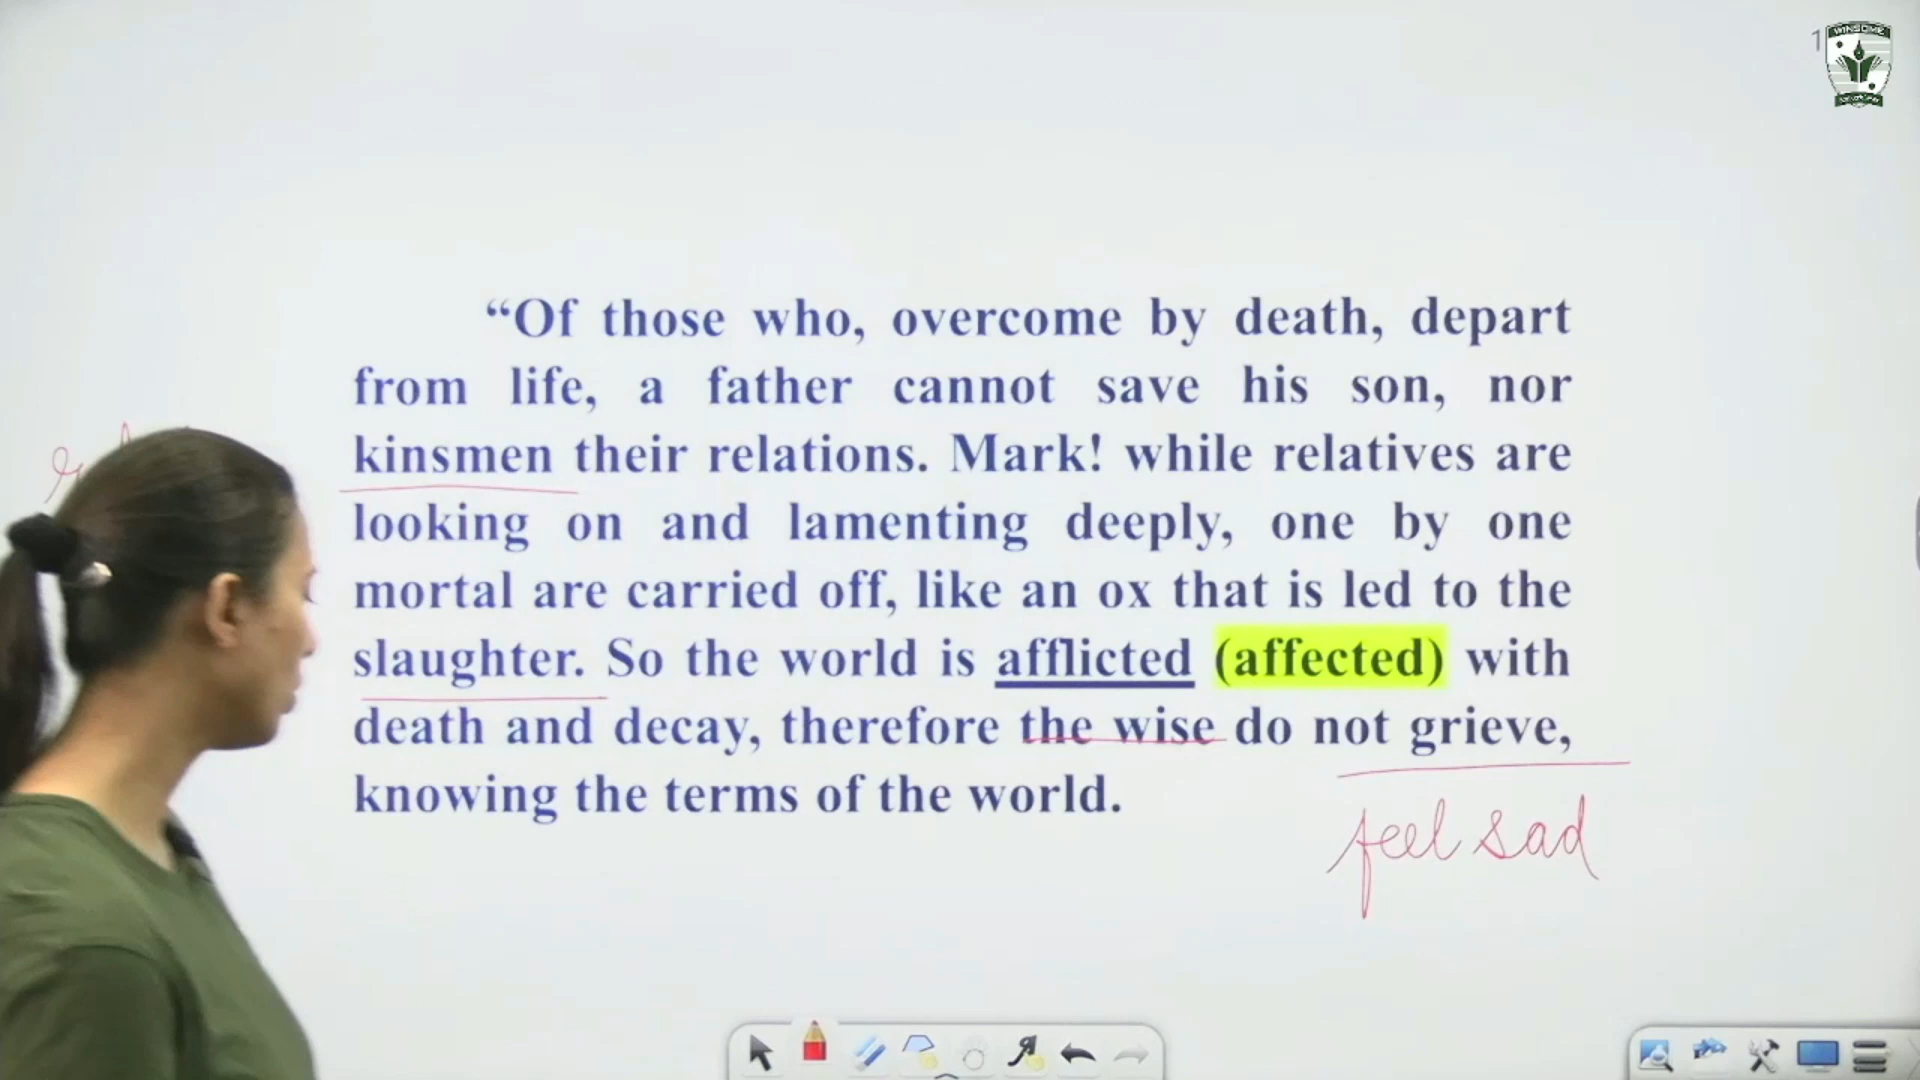 WINSOME
“Of those who, overcome by death, depart
from life, a father cannot save his son, nor
kinsmen their relations. Mark! while relatives are
looking on and lamenting deeply, one by one
mortal are carried off, like an ox that is led to the
slaughter. So the world is afflicted (affected) with
death and decay, therefore the wise do not grieve,
knowing the terms of the world.
feel sad